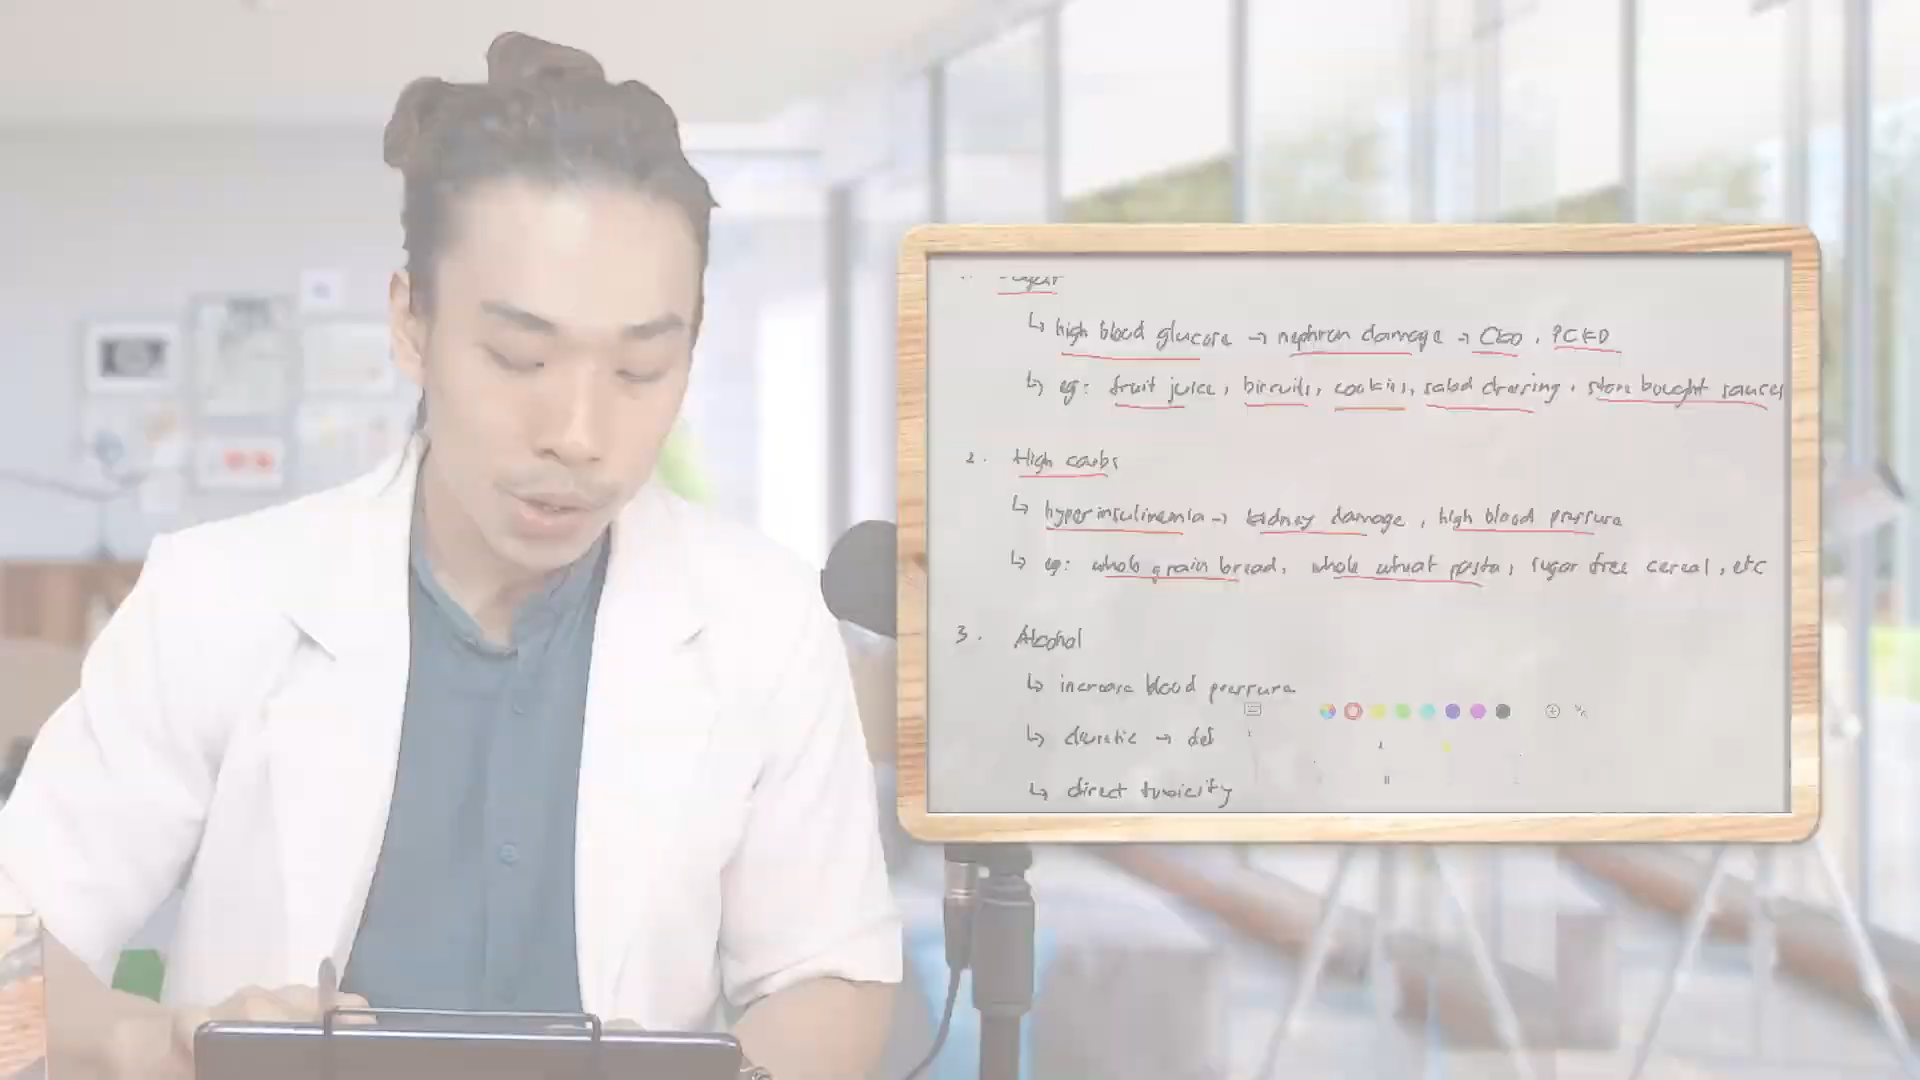 ↳ high blood glucose → nephron damage → CKD, PCKD
↳ eg: fruit juice, biscuits, cookies, salad dressing, store bought sauces
2. High carbs
↳ hyperinsulinemia → kidney damage, high blood pressure
↳ eg: whole grain bread, whole wheat pasta, sugar free cereal, etc
3. Alcohol
↳ increase blood pressure
↳ diuretic → def
↳ direct toxicity